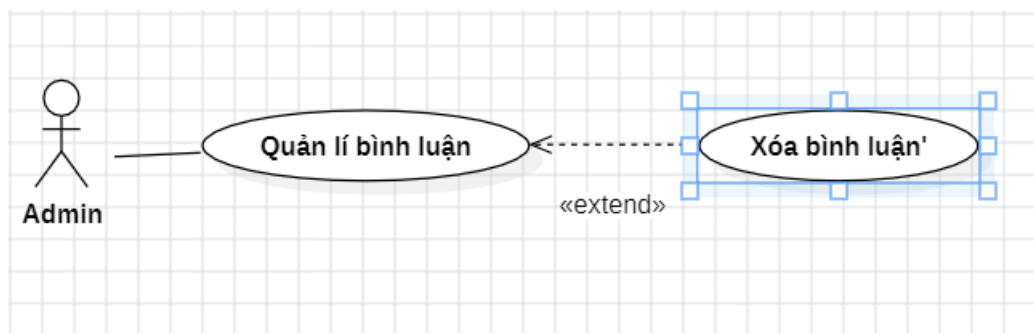 Quản lí bình luận
Xóa bình luận'
«extend»
Admin